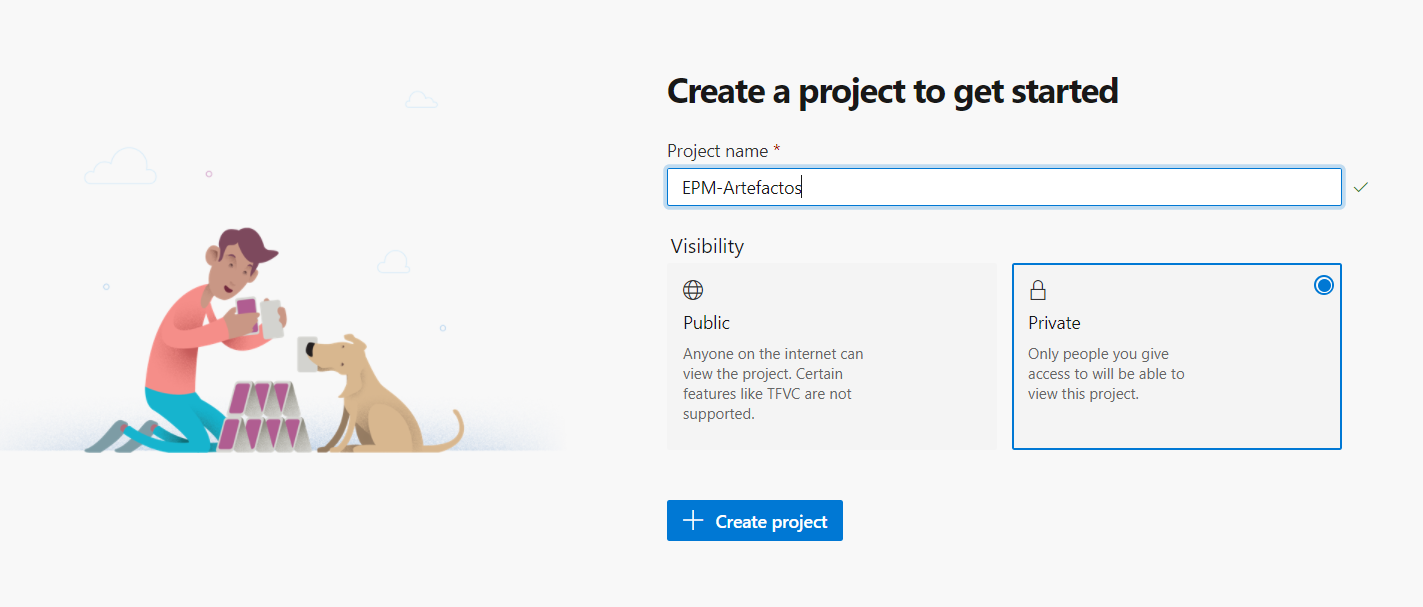 Create a project to get started
Project name *
EPM-Artefactos
Visibility
Public
Anyone on the internet can
view the project. Certain
features like TFVC are not
supported.
Private
Only people you give
access to will be able to
view this project.
Create project